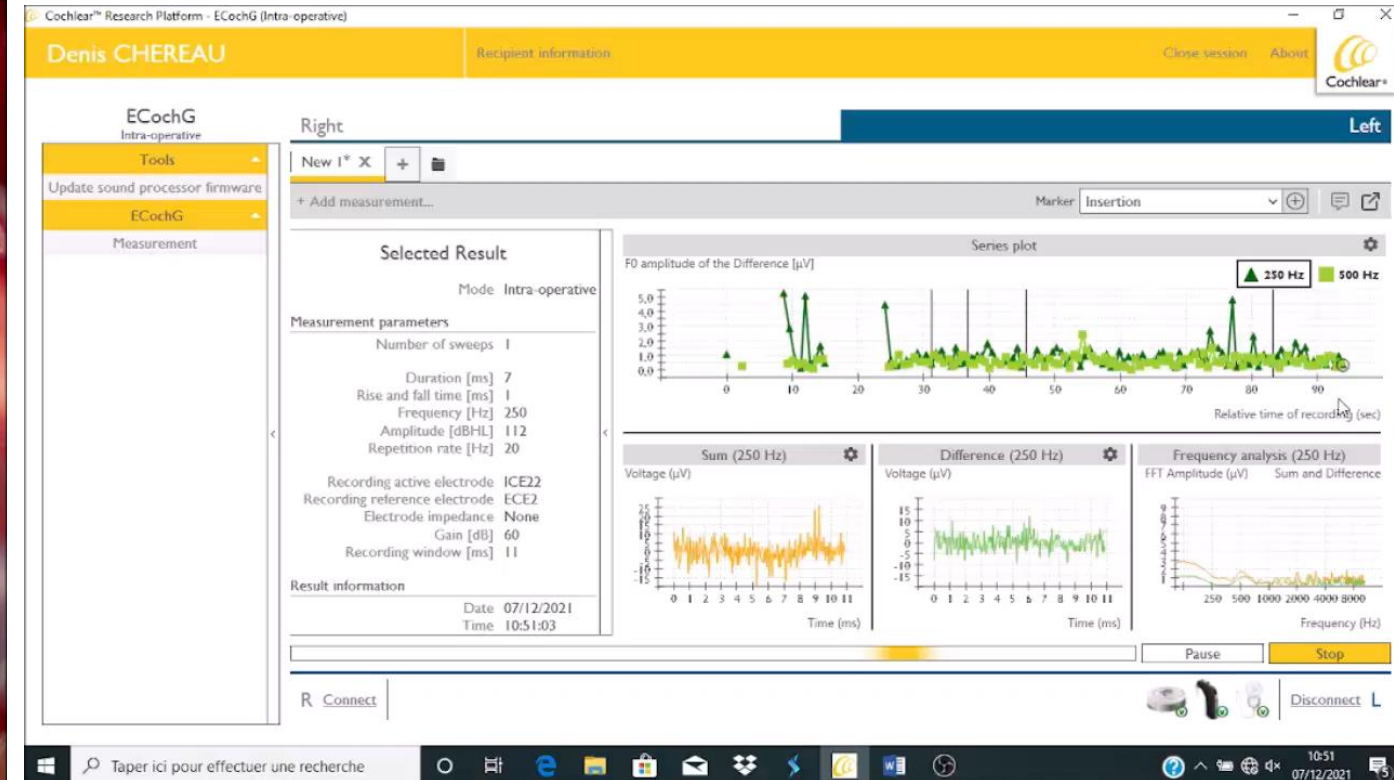 Cochlear™ Research Platform - ECochG (Intra-operative)
Denis CHEREAU
Recipient information
Close session About
Cochlear®
ECochG
Intra-operative
Tools
Update sound processor firmware
ECochG
Measurement
Right
Left
New 1* X +
+ Add measurement...
Marker Insertion
Selected Result
Mode Intra-operative
Measurement parameters
Number of sweeps 1
Duration [ms] 7
Rise and fall time [ms] 1
Frequency [Hz] 250
Amplitude [dBHL] 112
Repetition rate [Hz] 20
Recording active electrode ICE22
Recording reference electrode ECE2
Electrode impedance None
Gain [dB] 60
Recording window [ms] 11
Result information
Date 07/12/2021
Time 10:51:03
Series plot
F0 amplitude of the Difference [µV]
250 Hz 500 Hz
5,0
4,0
3,0
2,0
1,0
0,0
0 10 20 30 40 50 60 70 80 90
Relative time of recording (sec)
Sum (250 Hz)
Voltage (µV)
0 1 2 3 4 5 6 7 8 9 10 11
Time (ms)
Difference (250 Hz)
Voltage (µV)
15
10
5
0
-5
-10
-15
0 1 2 3 4 5 6 7 8 9 10 11
Time (ms)
Frequency analysis (250 Hz)
FFT Amplitude (µV) Sum and Difference
9
8
7
6
5
4
3
2
1
250 500 1000 2000 4000 8000
Frequency (Hz)
Pause Stop
R Connect
Disconnect L
Taper ici pour effectuer une recherche
10:51
07/12/2021